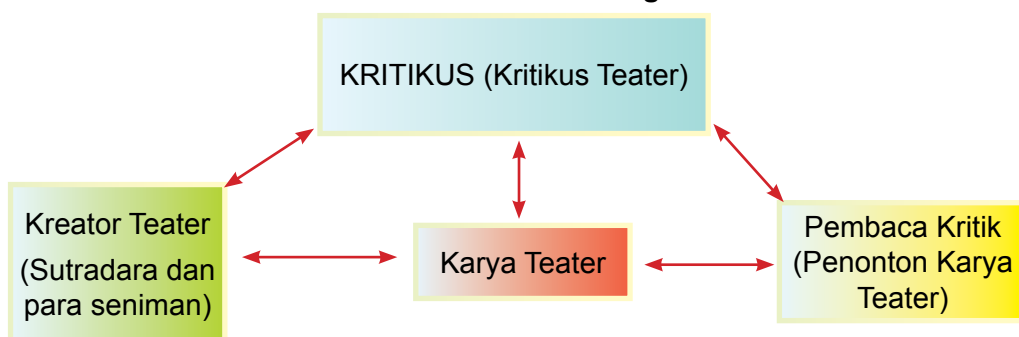 KRITIKUS (Kritikus Teater)
Kreator Teater
(Sutradara dan
para seniman)
Karya Teater
Pembaca Kritik
(Penonton Karya
Teater)